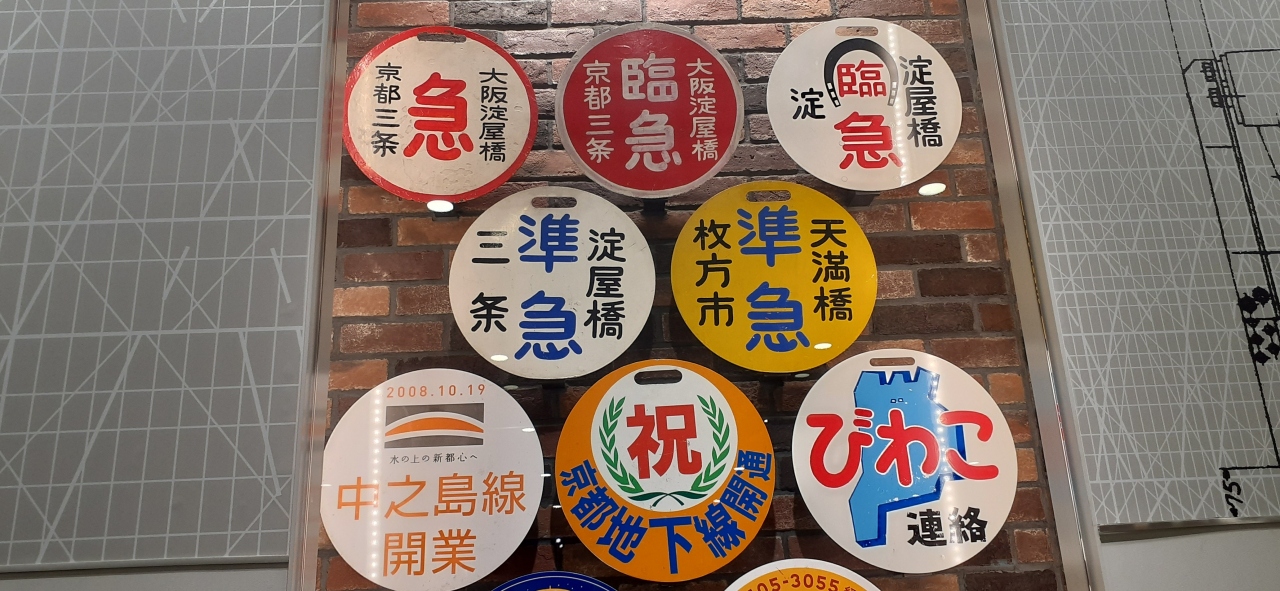 大阪淀屋橋
急
京都三条
大阪淀屋橋
臨急
京都三条
淀屋橋
臨急
淀
淀屋橋
準急
三条
天満橋
準急
枚方市
2008.10.19
水の上の新都心へ
中之島線
開業
祝
京都地下線開通
びわこ
連絡
05-3055